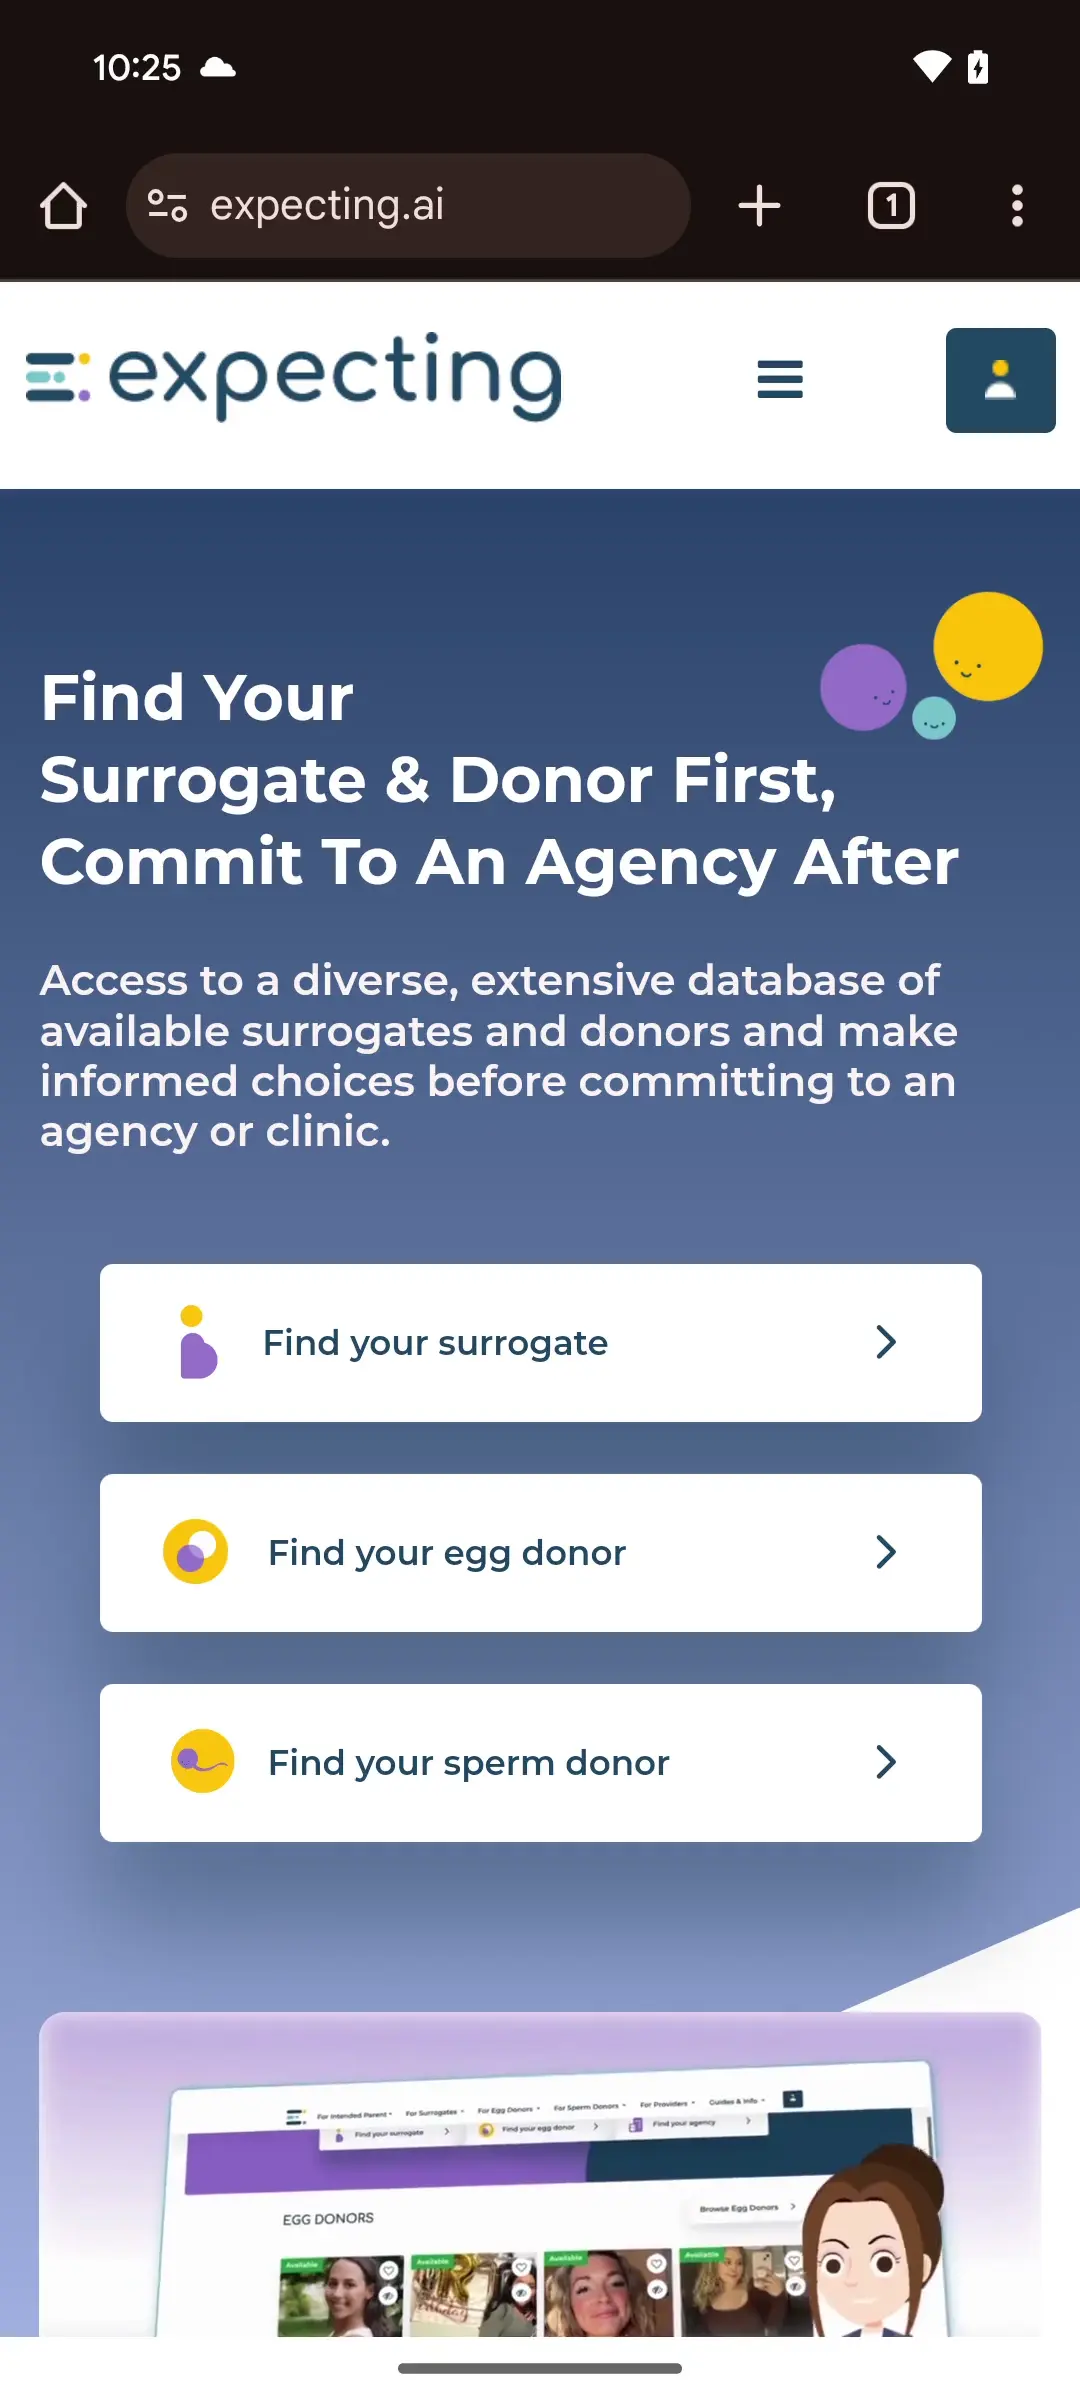 10:25
expecting.ai
1
expecting
Find Your
Surrogate & Donor First,
Commit To An Agency After
Access to a diverse, extensive database of
available surrogates and donors and make
informed choices before committing to an
agency or clinic.
Find your surrogate
Find your egg donor
Find your sperm donor
For Intended Parent For Surrogates For Egg Donors For Sperm Donors For Providers Guides & Info
Find your surrogate Find your egg donor Find your agency
EGG DONORS
Browse Egg Donors
Available Available Available Available